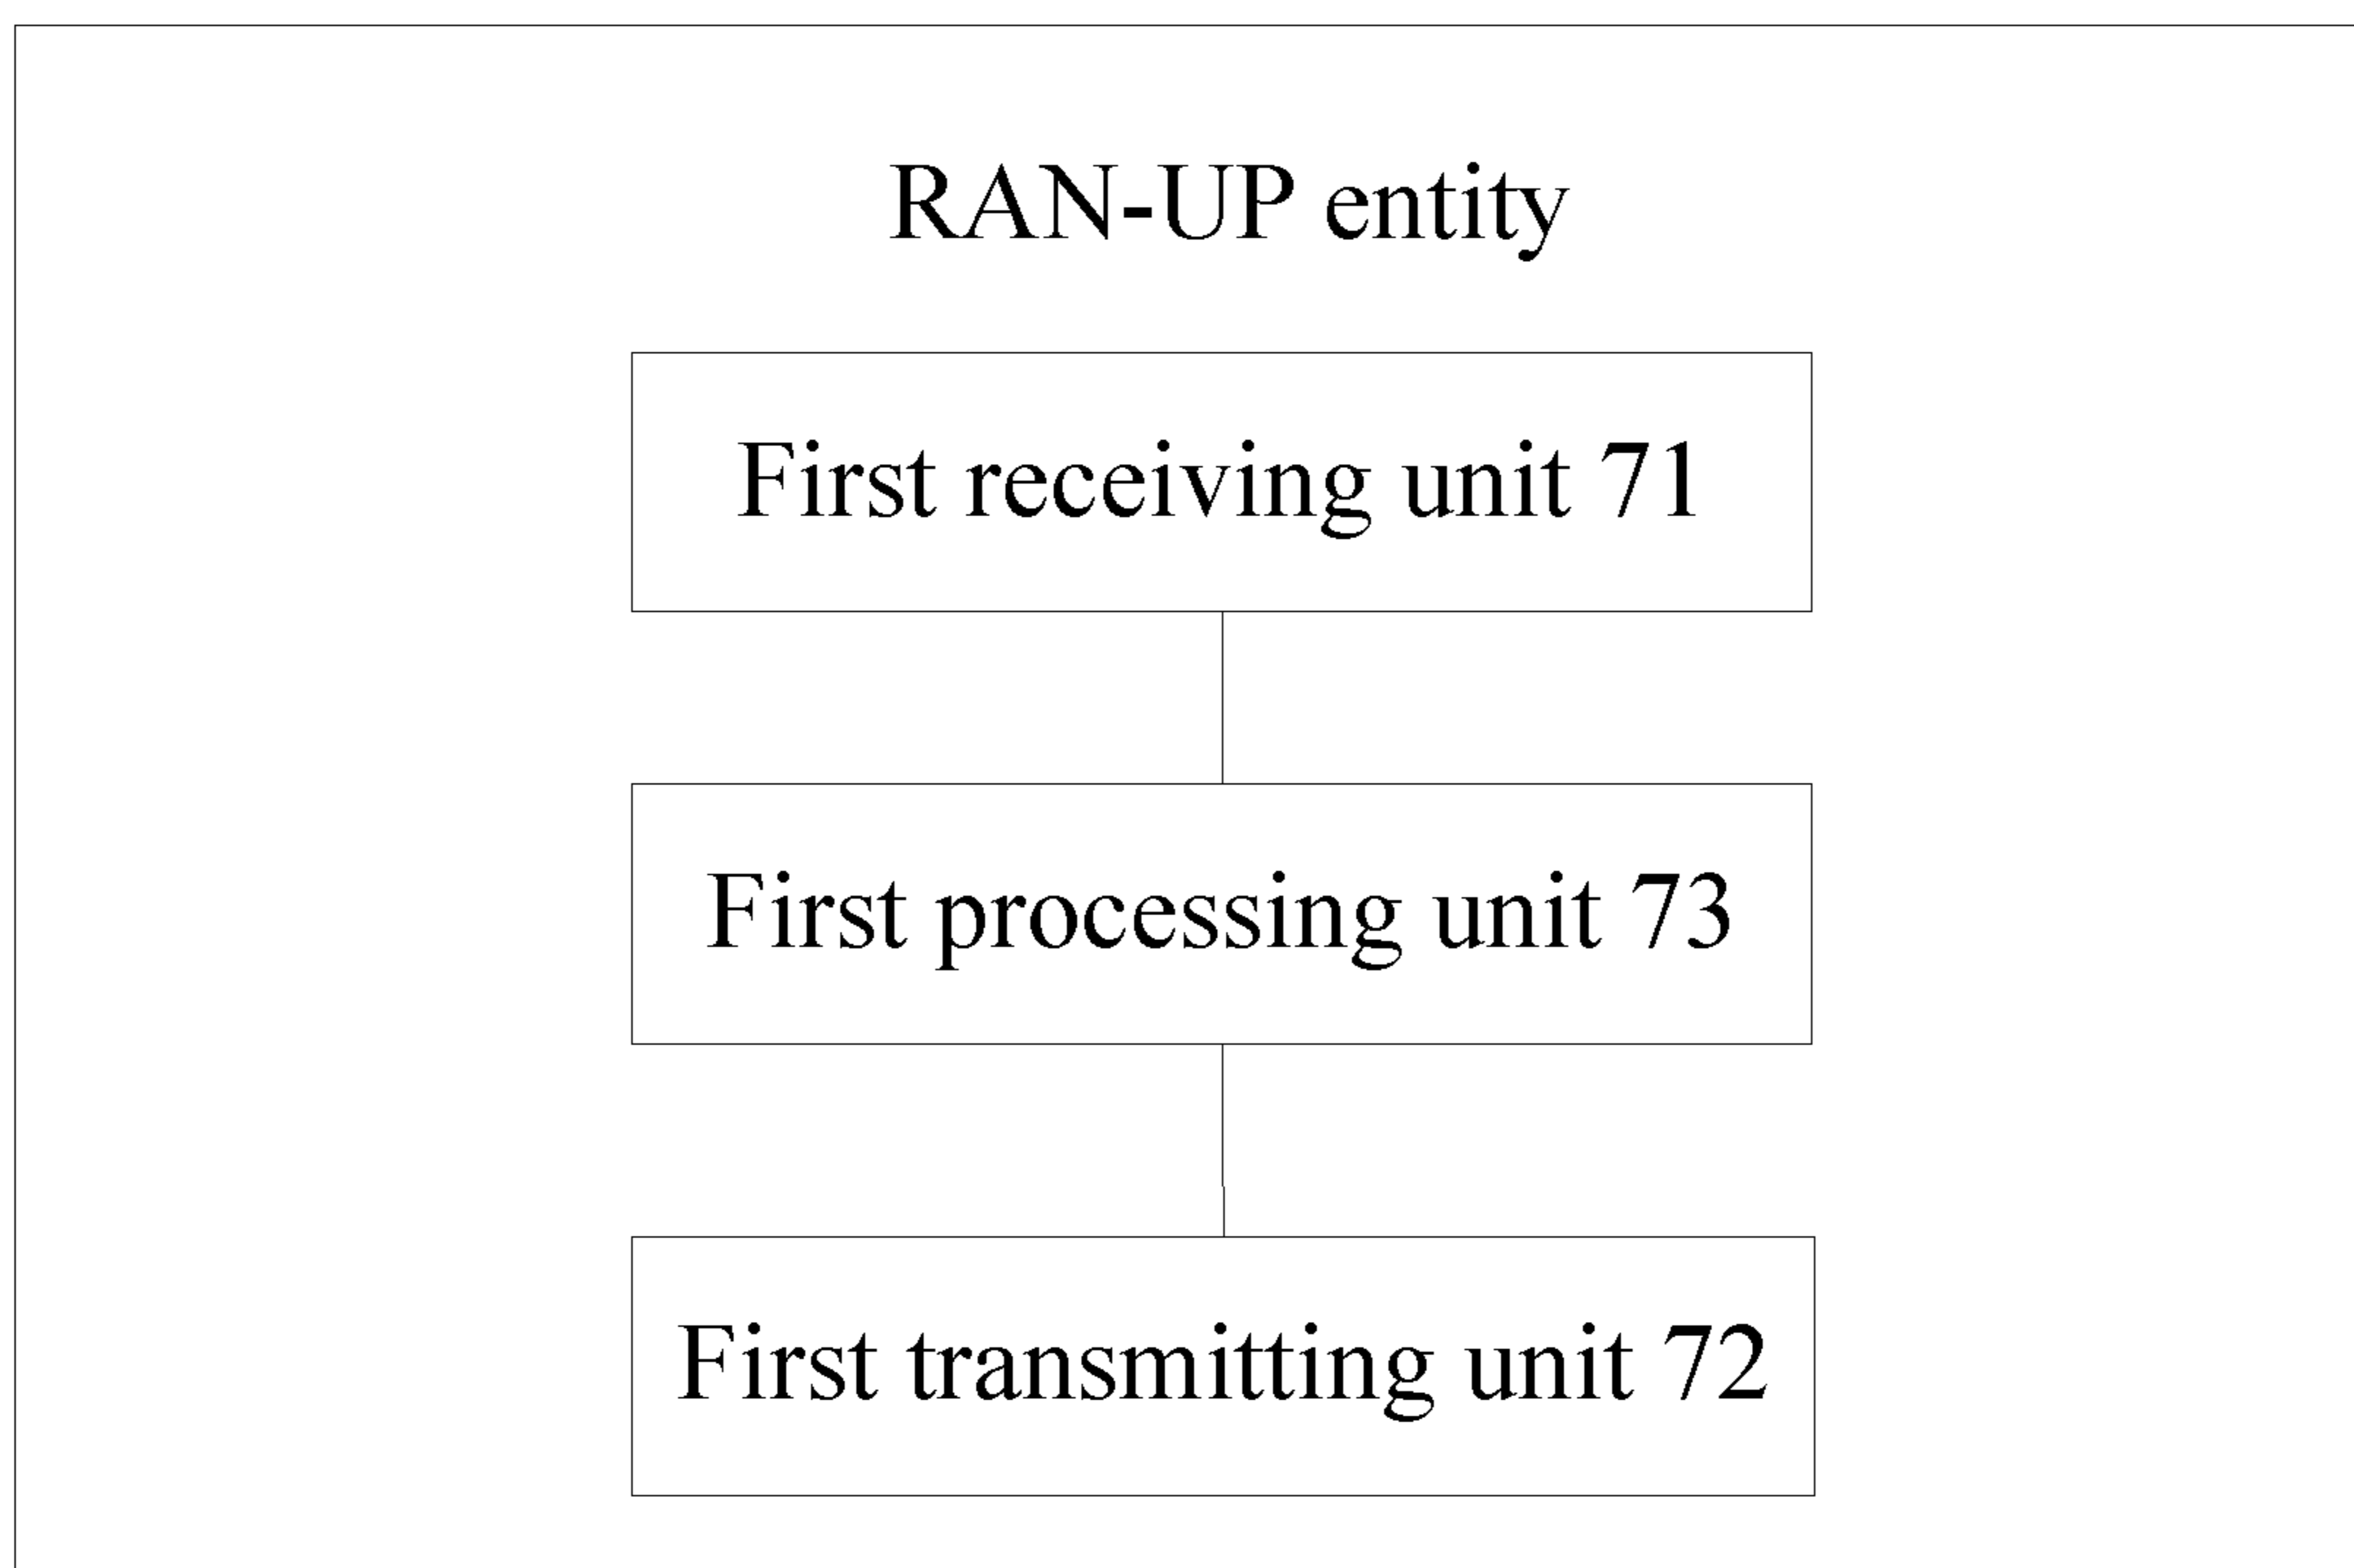 RAN-UP entity
First receiving unit 71
First processing unit 73
First transmitting unit 72